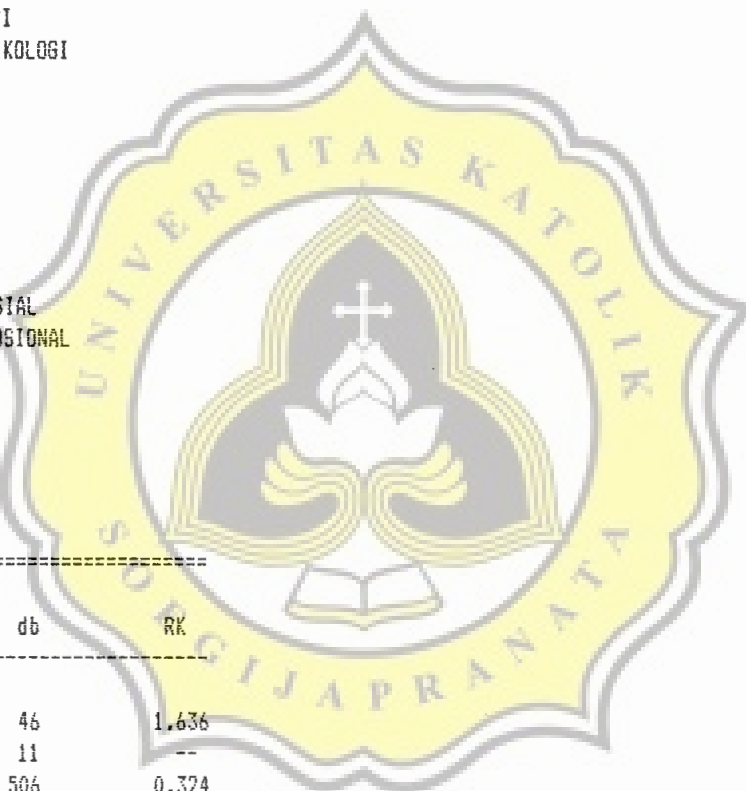 I
KOLOGI
UNIVERSITAS KATOLIK
SIAL
OSIONAL
SOEGIJAPRANATA
db RK
46 1.636
11 --
506 0.324